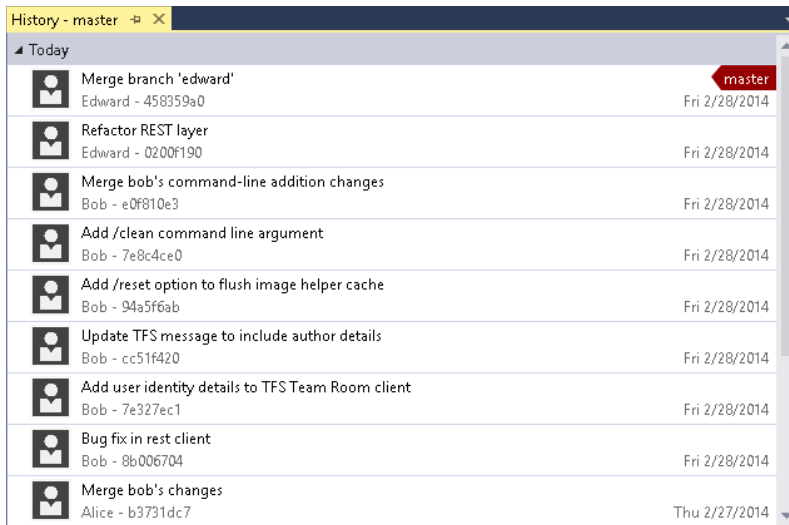 History - master
Today
Merge branch 'edward'
master
Edward - 458359a0
Fri 2/28/2014
Refactor REST layer
Edward - 0200f190
Fri 2/28/2014
Merge bob's command-line addition changes
Bob - e0f810e3
Fri 2/28/2014
Add /clean command line argument
Bob - 7e8c4ce0
Fri 2/28/2014
Add /reset option to flush image helper cache
Bob - 94a5f6ab
Fri 2/28/2014
Update TFS message to include author details
Bob - cc51f420
Fri 2/28/2014
Add user identity details to TFS Team Room client
Bob - 7e327ec1
Fri 2/28/2014
Bug fix in rest client
Bob - 8b006704
Fri 2/28/2014
Merge bob's changes
Alice - b3731dc7
Thu 2/27/2014